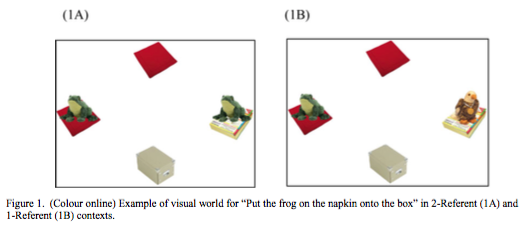 (1A) (1B)
Figure 1. (Colour online) Example of visual world for “Put the frog on the napkin onto the box” in 2-Referent (1A) and
1-Referent (1B) contexts.